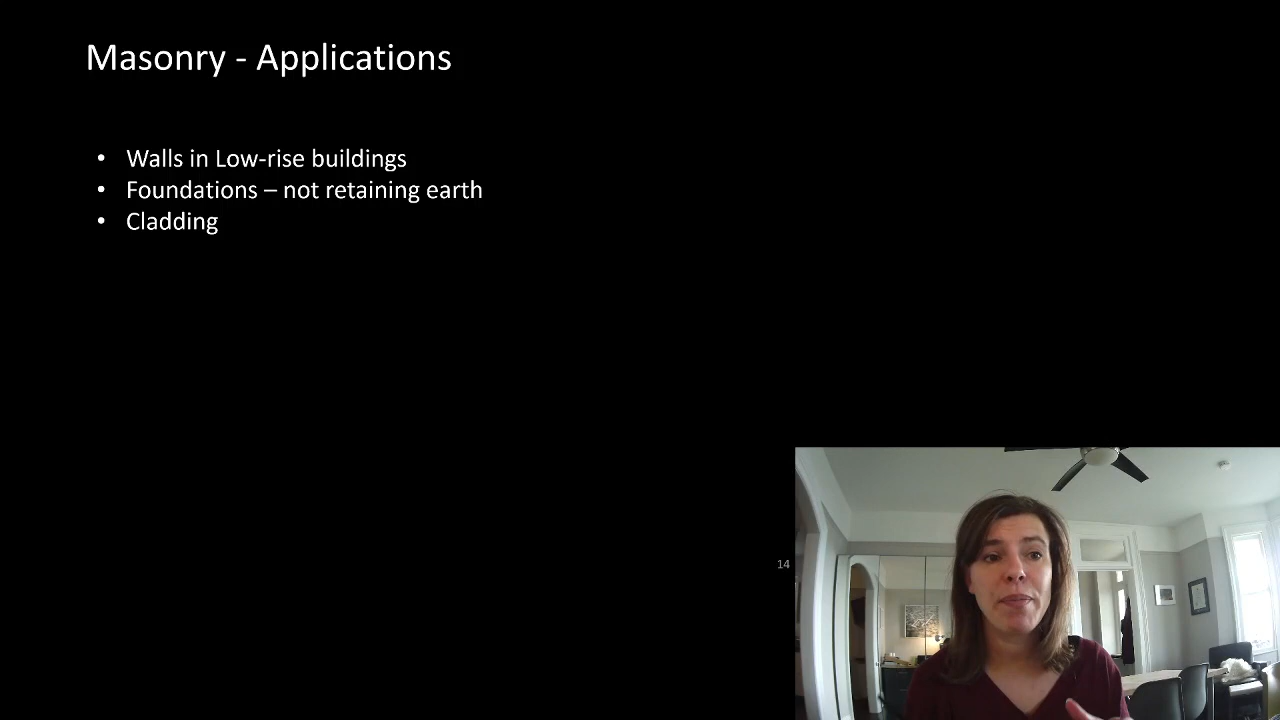 Masonry - Applications
• Walls in Low-rise buildings
• Foundations – not retaining earth
• Cladding
14